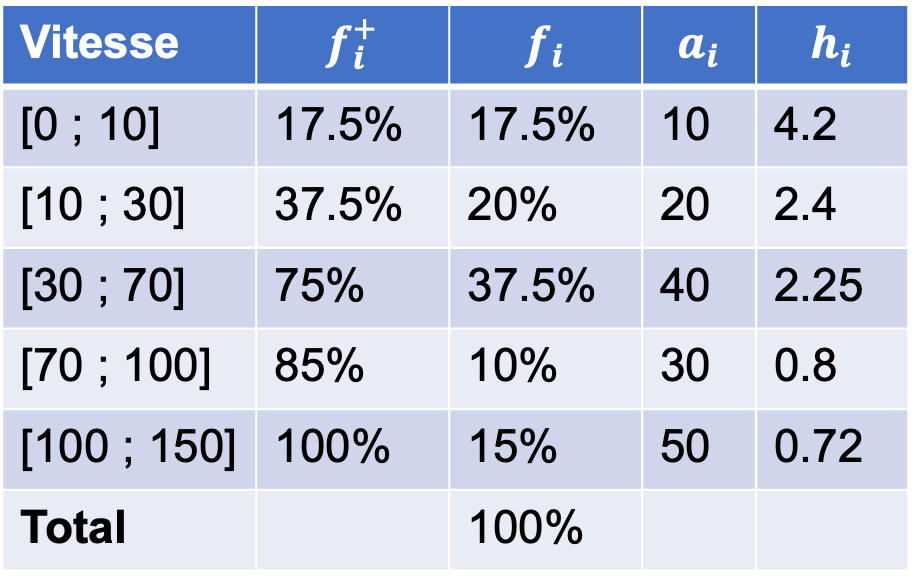 Vitesse f_i^+ f_i a_i h_i
[0 ; 10] 17.5% 17.5% 10 4.2
[10 ; 30] 37.5% 20% 20 2.4
[30 ; 70] 75% 37.5% 40 2.25
[70 ; 100] 85% 10% 30 0.8
[100 ; 150] 100% 15% 50 0.72
Total 100%